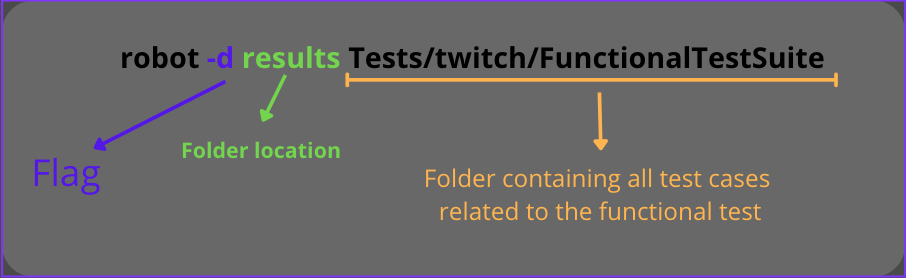 robot -d results Tests/twitch/FunctionalTestSuite
Folder location
Flag
Folder containing all test cases
related to the functional test